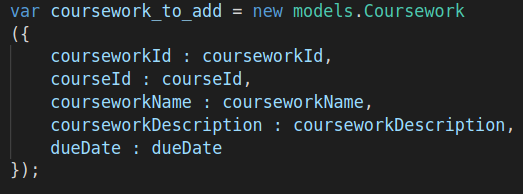 var coursework_to_add = new models.Coursework
({
    courseworkId : courseworkId,
    courseId : courseId,
    courseworkName : courseworkName,
    courseworkDescription : courseworkDescription,
    dueDate : dueDate
});